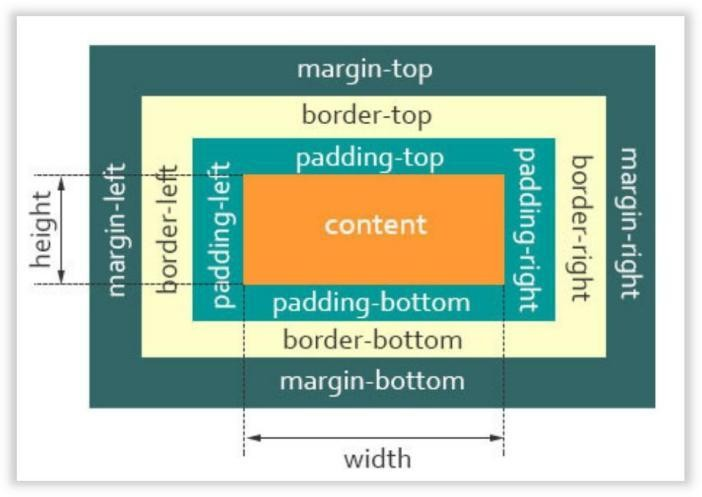 margin-top
border-top
padding-top
height
margin-left
border-left
padding-left
content
padding-right
border-right
margin-right
padding-bottom
border-bottom
margin-bottom
width